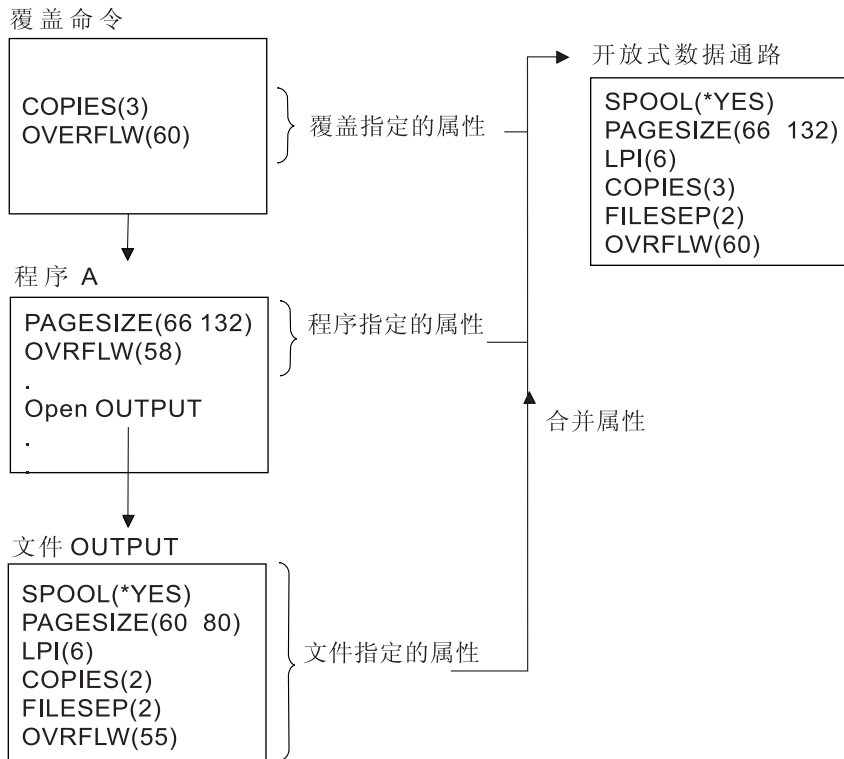 覆盖命令
COPIES(3)
OVERFLW(60)
覆盖指定的属性
程序 A
PAGESIZE(66 132)
OVRFLW(58)
.
Open OUTPUT
.
.
程序指定的属性
文件 OUTPUT
SPOOL(*YES)
PAGESIZE(60 80)
LPI(6)
COPIES(2)
FILESEP(2)
OVRFLW(55)
文件指定的属性
合并属性
开放式数据通路
SPOOL(*YES)
PAGESIZE(66 132)
LPI(6)
COPIES(3)
FILESEP(2)
OVRFLW(60)